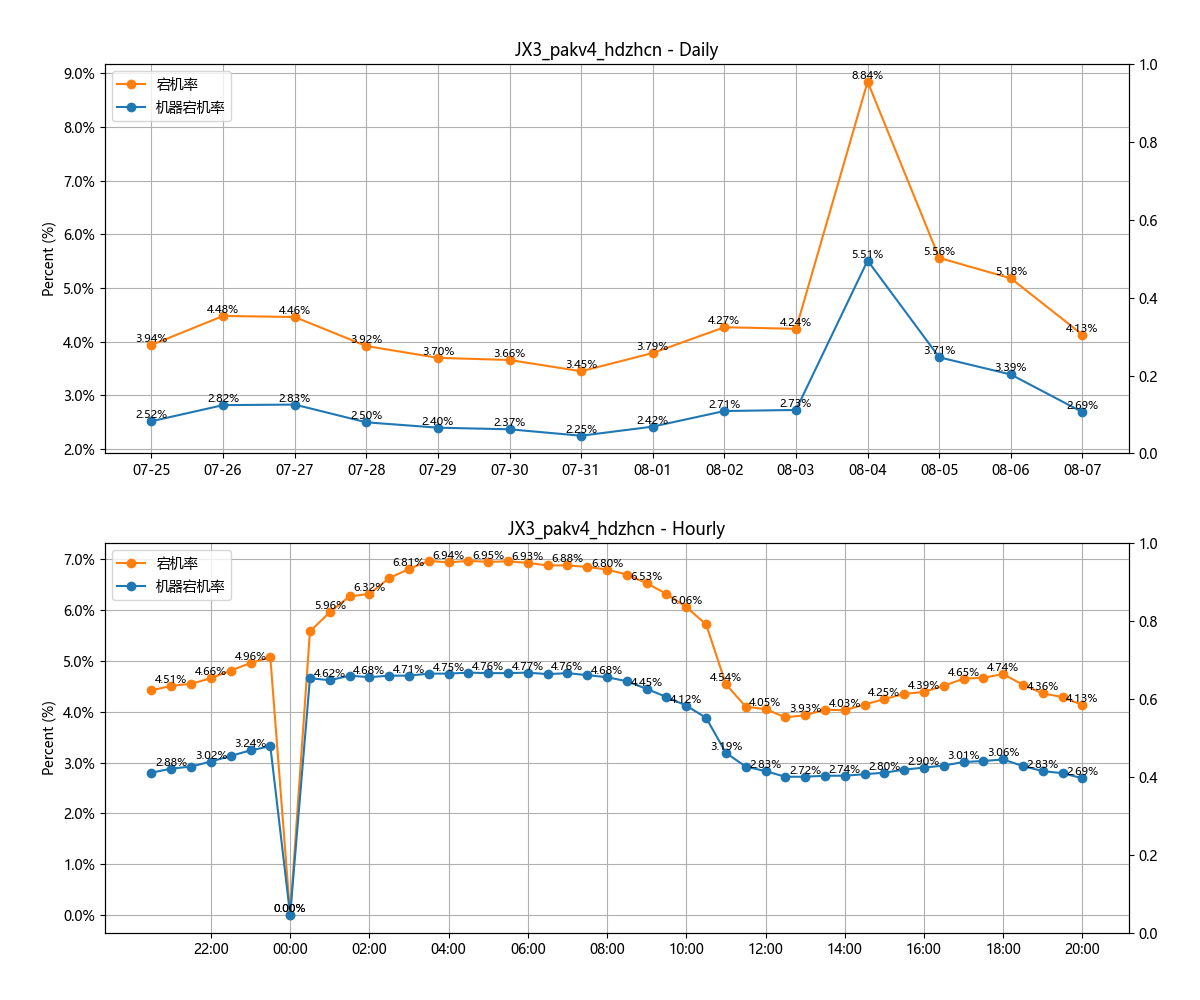 JX3_pakv4_hdzhcn - Daily
宕机率
机器宕机率
Percent (%)
9.0%
8.0%
7.0%
6.0%
5.0%
4.0%
3.0%
2.0%
1.0
0.8
0.6
0.4
0.2
0.0
3.94% 4.48% 4.46% 3.92% 3.70% 3.66% 3.45% 3.79% 4.27% 4.24% 8.84% 5.56% 5.18% 4.13%
2.52% 2.82% 2.83% 2.50% 2.40% 2.37% 2.25% 2.42% 2.71% 2.73% 5.51% 3.71% 3.39% 2.69%
07-25 07-26 07-27 07-28 07-29 07-30 07-31 08-01 08-02 08-03 08-04 08-05 08-06 08-07
JX3_pakv4_hdzhcn - Hourly
宕机率
机器宕机率
Percent (%)
7.0%
6.0%
5.0%
4.0%
3.0%
2.0%
1.0%
0.0%
1.0
0.8
0.6
0.4
0.2
0.0
4.51% 4.66% 4.96% 0.00% 5.96% 6.32% 6.81% 6.94% 6.95% 6.93% 6.88% 6.80% 6.53% 6.06% 4.54% 4.05% 3.93% 4.03% 4.25% 4.39% 4.65% 4.74% 4.36% 4.13%
2.88% 3.02% 3.24% 0.00% 4.62% 4.68% 4.71% 4.75% 4.76% 4.77% 4.76% 4.68% 4.45% 4.12% 3.19% 2.83% 2.72% 2.74% 2.80% 2.90% 3.01% 3.06% 2.83% 2.69%
22:00 00:00 02:00 04:00 06:00 08:00 10:00 12:00 14:00 16:00 18:00 20:00